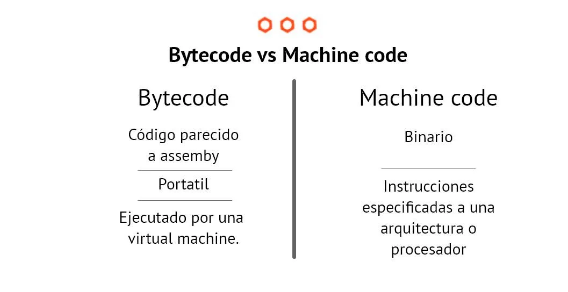 Bytecode vs Machine code
Bytecode
Código parecido
a assemby
Portatil
Ejecutado por una
virtual machine.
Machine code
Binario
Instrucciones
especificadas a una
arquitectura o
procesador